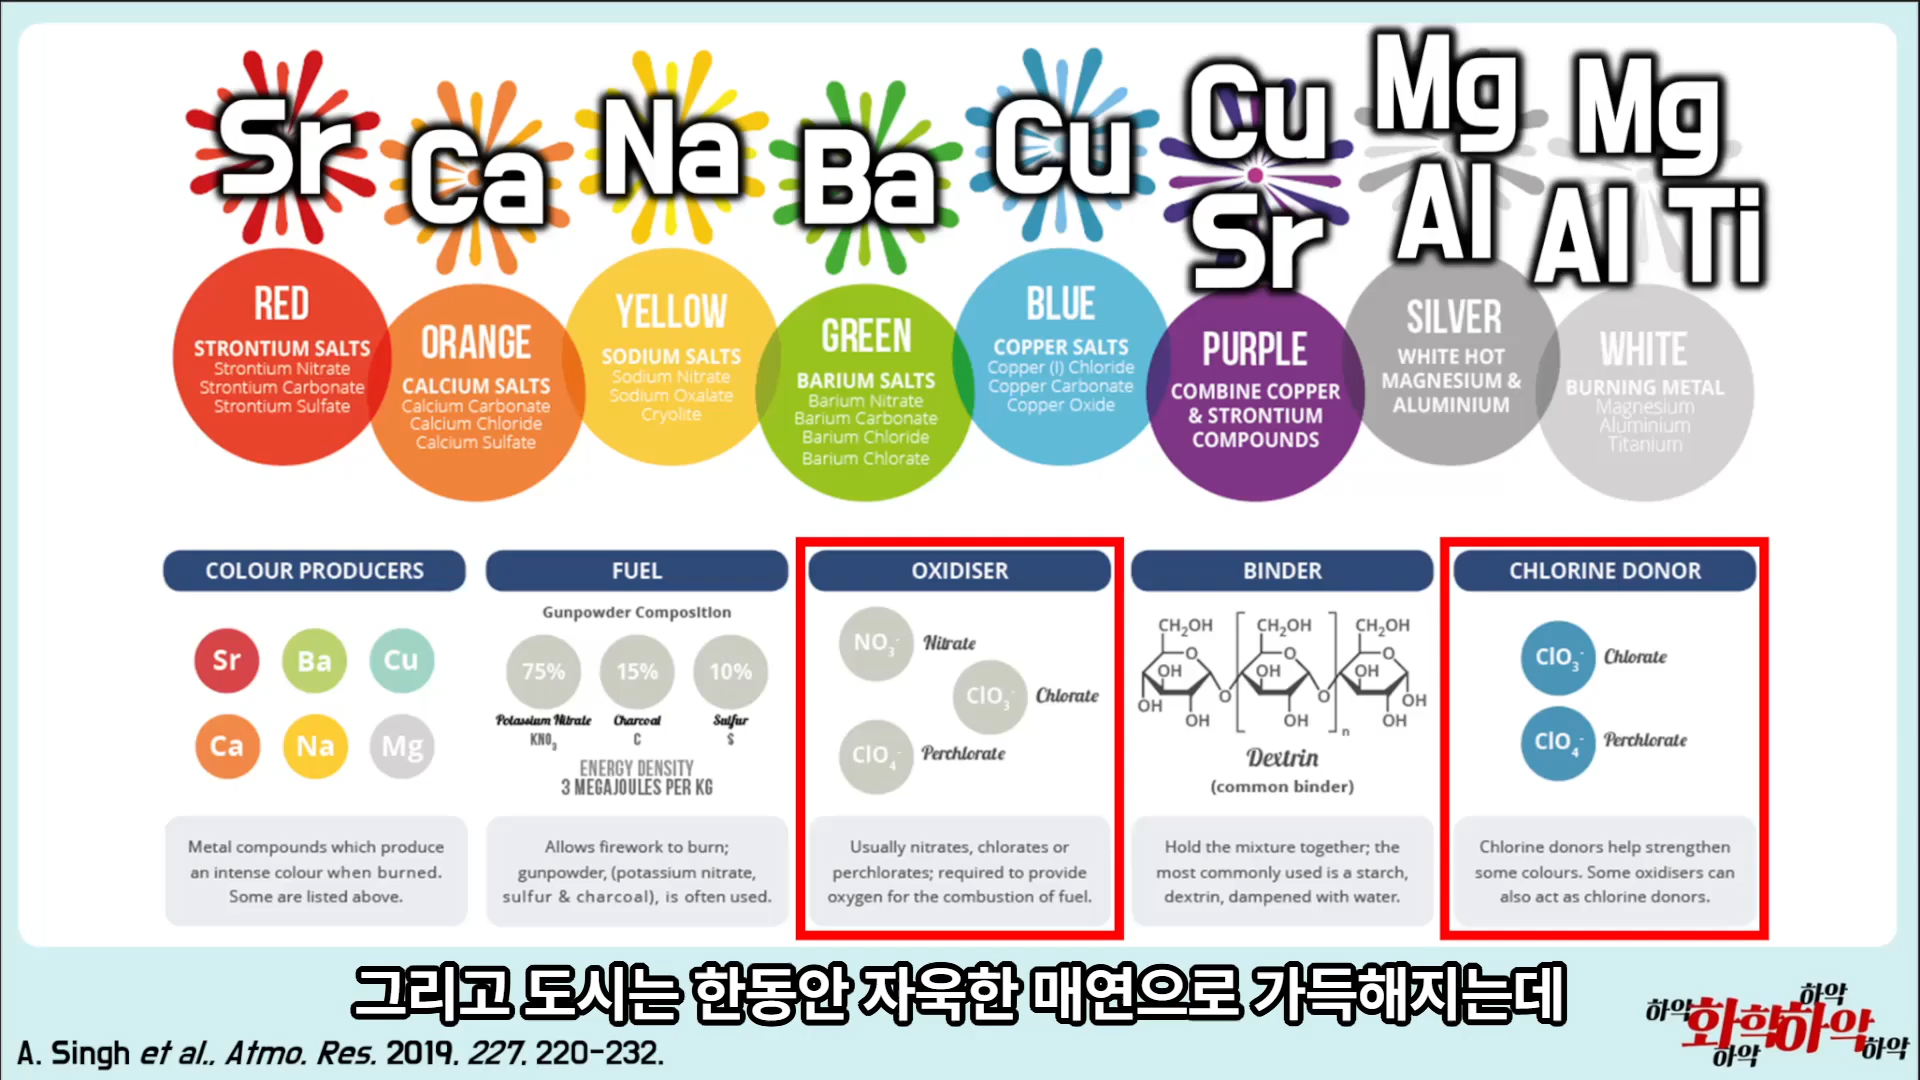 Sr
Ca
Na
Ba
Cu
Cu
Sr
Mg
Al
Mg
Al Ti
RED
STRONTIUM SALTS
Strontium Nitrate
Strontium Carbonate
Strontium Sulfate
ORANGE
CALCIUM SALTS
Calcium Carbonate
Calcium Chloride
Calcium Sulfate
YELLOW
SODIUM SALTS
Sodium Nitrate
Sodium Oxalate
Cryolite
GREEN
BARIUM SALTS
Barium Nitrate
Barium Carbonate
Barium Chloride
Barium Chlorate
BLUE
COPPER SALTS
Copper (I) Chloride
Copper Carbonate
Copper Oxide
PURPLE
COMBINE COPPER
& STRONTIUM
COMPOUNDS
SILVER
WHITE HOT
MAGNESIUM &
ALUMINIUM
WHITE
BURNING METAL
Magnesium
Aluminium
Titanium
COLOUR PRODUCERS
Sr Ba Cu
Ca Na Mg
Metal compounds which produce
an intense colour when burned.
Some are listed above.
FUEL
Gunpowder Composition
75% 15% 10%
Potassium Nitrate Charcoal Sulfur
KNO3 C S
ENERGY DENSITY
3 MEGAJOULES PER KG
Allows firework to burn;
gunpowder, (potassium nitrate,
sulfur & charcoal), is often used.
OXIDISER
NO3- Nitrate
ClO3- Chlorate
ClO4- Perchlorate
Usually nitrates, chlorates or
perchlorates; required to provide
oxygen for the combustion of fuel.
BINDER
CH2OH CH2OH CH2OH
O O O
OH OH OH
OH O O OH
OH OH OH
n
Dextrin
(common binder)
Hold the mixture together; the
most commonly used is a starch,
dextrin, dampened with water.
CHLORINE DONOR
ClO3- Chlorate
ClO4- Perchlorate
Chlorine donors help strengthen
some colours. Some oxidisers can
also act as chlorine donors.
그리고 도시는 한동안 자욱한 매연으로 가득해지는데
A. Singh et al., Atmo. Res. 2019, 227, 220-232.
하악
하악
화학하악
하악
하악